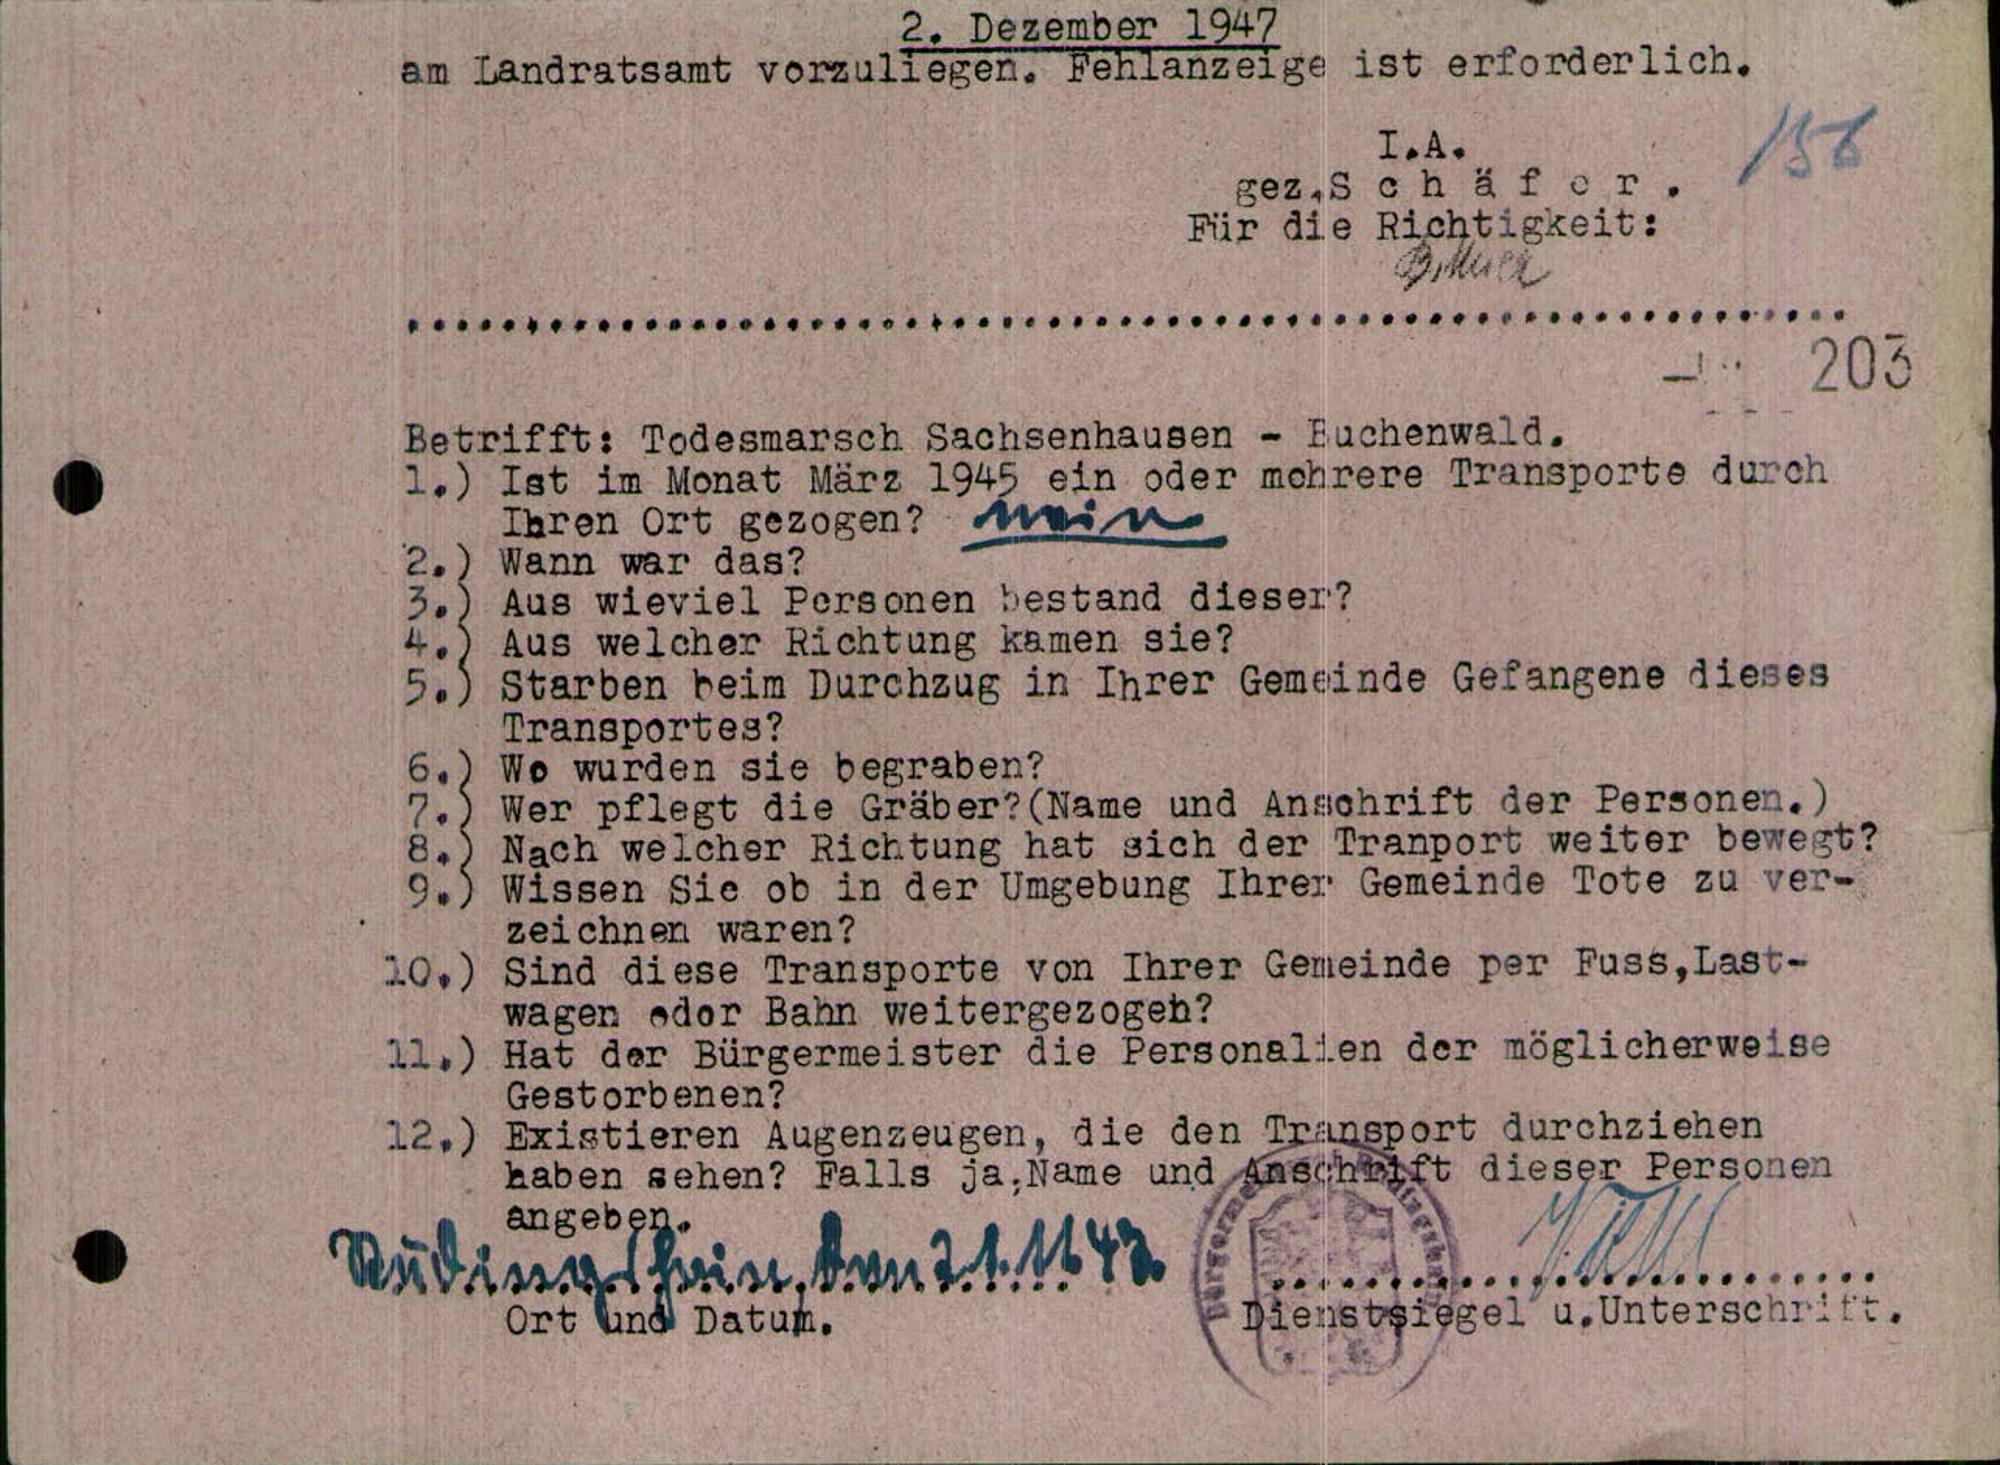 2. Dezember 1947
am Landratsamt vorzuliegen. Fehlanzeige ist erforderlich.
I.A.
156
gez.S c h ä f e r .
Für die Richtigkeit:
203
Betrifft: Todesmarsch Sachsenhausen - Buchenwald.
1.) Ist im Monat März 1945 ein oder mehrere Transporte durch
Ihren Ort gezogen? nein
2.) Wann war das?
3.) Aus wieviel Personen bestand dieser?
4.) Aus welcher Richtung kamen sie?
5.) Starben beim Durchzug in Ihrer Gemeinde Gefangene dieses
Transportes?
6.) Wo wurden sie begraben?
7.) Wer pflegt die Gräber?(Name und Anschrift der Personen.)
8.) Nach welcher Richtung hat sich der Tranport weiter bewegt?
9.) Wissen Sie ob in der Umgebung Ihrer Gemeinde Tote zu ver-
zeichnen waren?
10.) Sind diese Transporte von Ihrer Gemeinde per Fuss,Last-
wagen oder Bahn weitergezogen?
11.) Hat der Bürgermeister die Personalien der möglicherweise
Gestorbenen?
12.) Existieren Augenzeugen, die den Transport durchziehen
haben sehen? Falls ja,Name und Anschrift dieser Personen
angeben.
Ort und Datum.
Dienstsiegel u.Unterschrift.